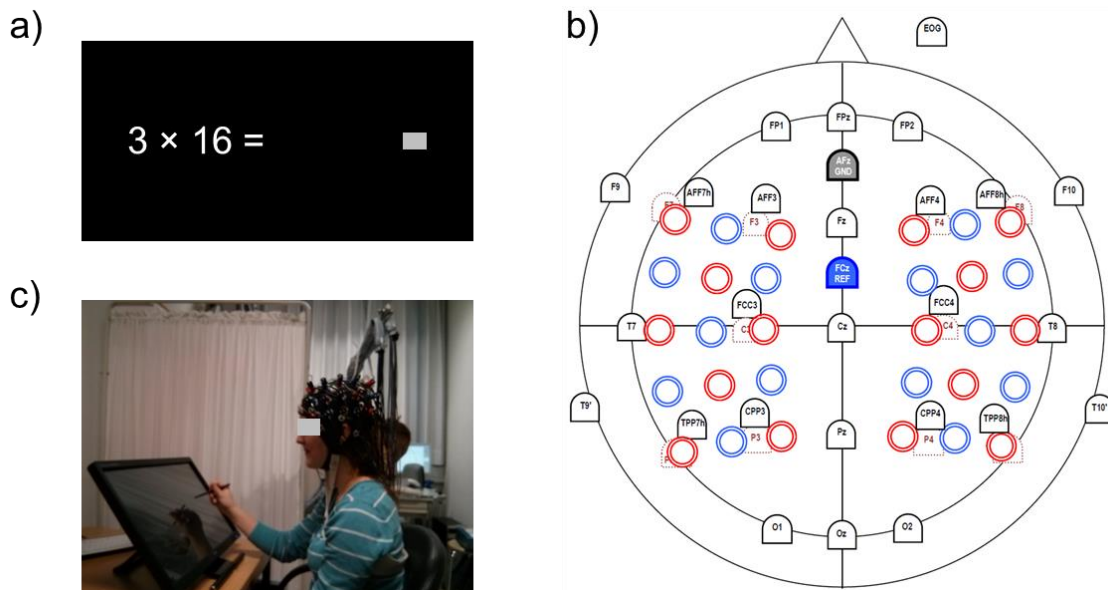 a)
3 × 16 =
c)
b)
EOG
FPz
FP1
FP2
AFz
GND
F9
F10
AFF7h
AFF3
AFF4
AFF8h
F7
F3
Fz
F4
F8
FCz
REF
FCC3
FCC4
T7
C3
Cz
C4
T8
T9'
T10'
TPP7h
CPP3
CPP4
TPP8h
P3
Pz
P4
O1
Oz
O2